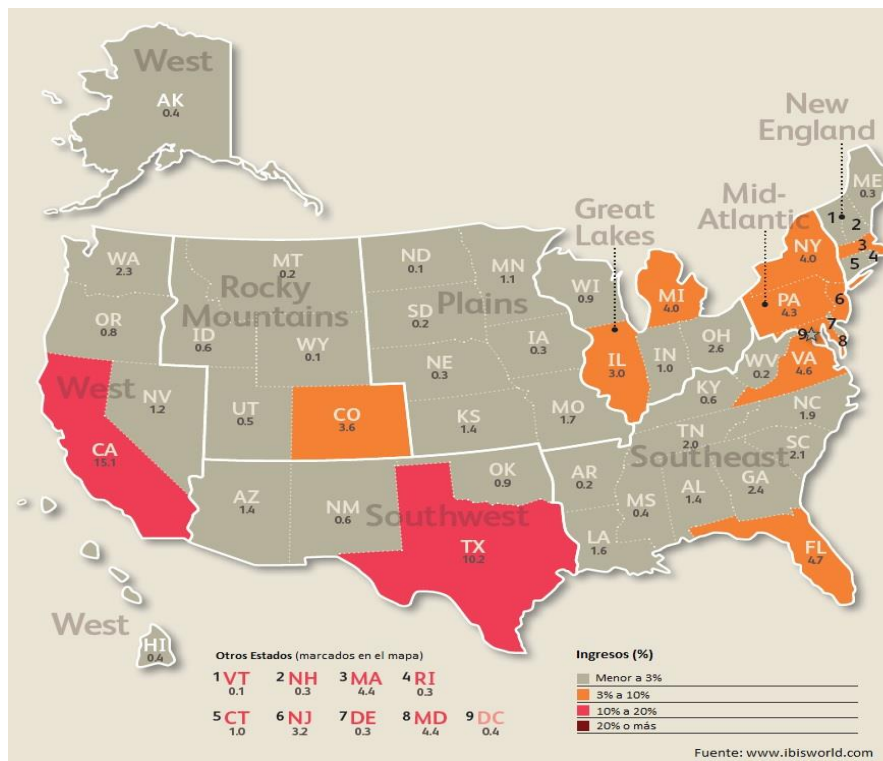 West
AK
0.4
New
England
ME
0.3
Mid-
Atlantic
Great
Lakes
1
2
3
4
5
NY
4.0
WA
2.3
MT
0.2
ND
0.1
MN
1.1
WI
0.9
MI
4.0
PA
4.3
6
7
8
9
OR
0.8
Rocky
Mountains
ID
0.6
WY
0.1
SD
0.2
Plains
IA
0.3
IL
3.0
IN
1.0
OH
2.6
WV
0.2
VA
4.6
NE
0.3
West
NV
1.2
UT
0.5
CO
3.6
KS
1.4
MO
1.7
KY
0.6
NC
1.9
CA
15.1
TN
2.0
Southeast
SC
2.1
AZ
1.4
NM
0.6
OK
0.9
AR
0.2
MS
0.4
AL
1.4
GA
2.4
Southwest
TX
10.2
LA
1.6
FL
4.7
West
HI
0.4
Otros Estados (marcados en el mapa)
1 VT 2 NH 3 MA 4 RI
0.1 0.3 4.4 0.3
5 CT 6 NJ 7 DE 8 MD 9 DC
1.0 3.2 0.3 4.4 0.4
Ingresos (%)
Menor a 3%
3% a 10%
10% a 20%
20% o más
Fuente: www.ibisworld.com